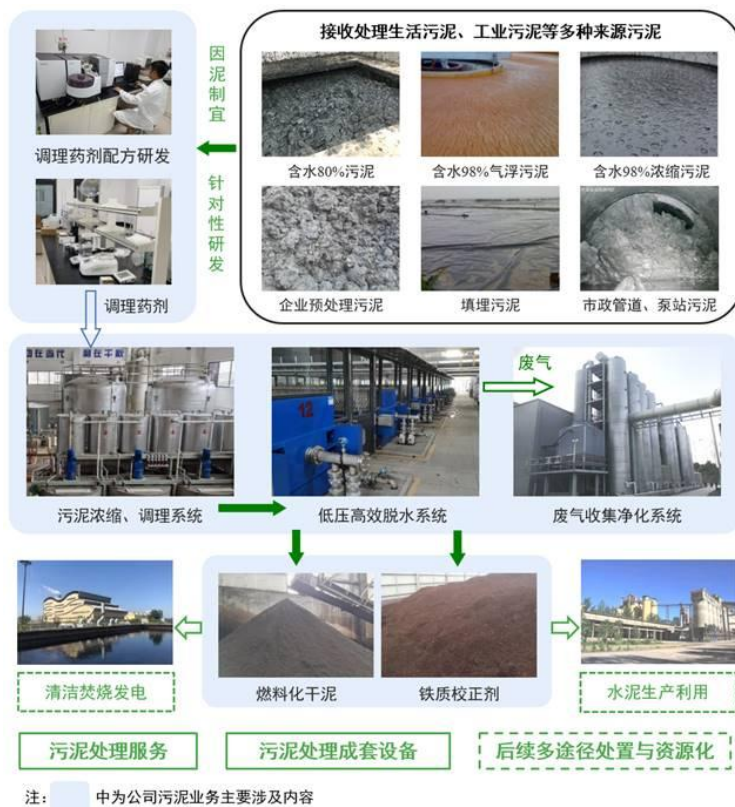 接收处理生活污泥、工业污泥等多种来源污泥
因泥制宜
针对性研发
调理药剂配方研发
调理药剂
含水80%污泥
含水98%气浮污泥
含水98%浓缩污泥
企业预处理污泥
填埋污泥
市政管道、泵站污泥
12
废气
污泥浓缩、调理系统
低压高效脱水系统
废气收集净化系统
清洁焚烧发电
燃料化干泥
铁质校正剂
水泥生产利用
污泥处理服务
污泥处理成套设备
后续多途径处置与资源化
注:
中为公司污泥业务主要涉及内容